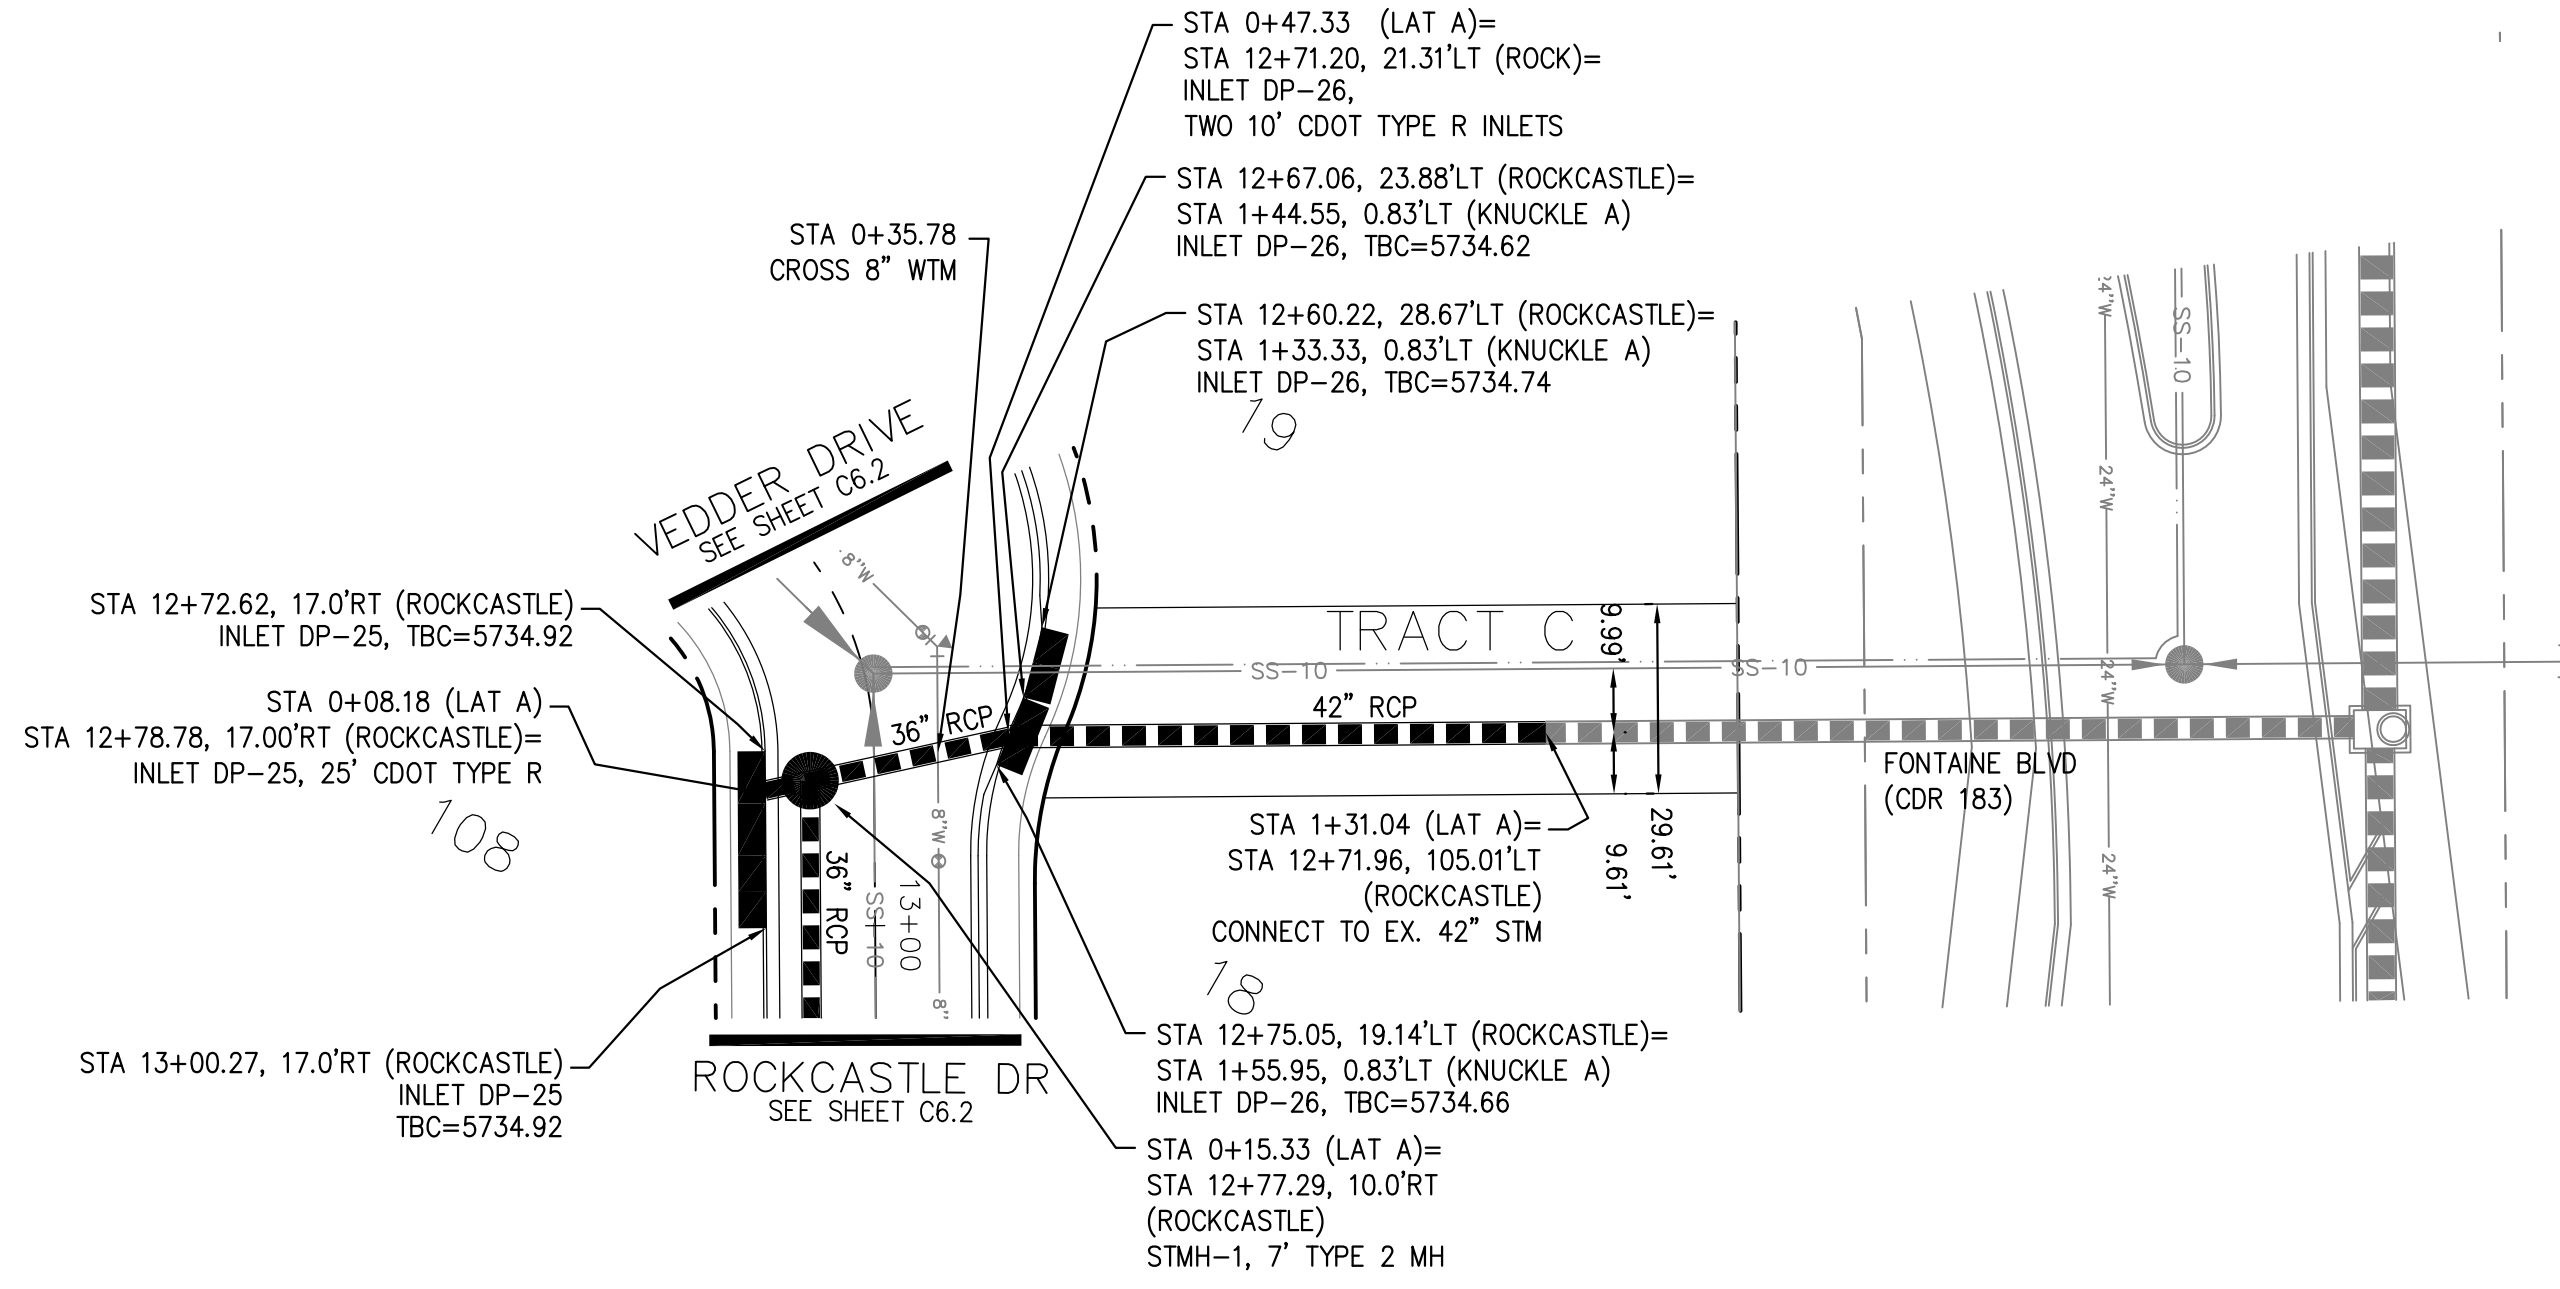 STA 0+47.33 (LAT A)=
STA 12+71.20, 21.31'LT (ROCK)=
INLET DP-26,
TWO 10' CDOT TYPE R INLETS
STA 12+67.06, 23.88'LT (ROCKCASTLE)=
STA 1+44.55, 0.83'LT (KNUCKLE A)
INLET DP-26, TBC=5734.62
STA 0+35.78
CROSS 8" WTM
STA 12+60.22, 28.67'LT (ROCKCASTLE)=
STA 1+33.33, 0.83'LT (KNUCKLE A)
INLET DP-26, TBC=5734.74
19
VEDDER DRIVE
SEE SHEET C6.2
8"W
STA 12+72.62, 17.0'RT (ROCKCASTLE)
INLET DP-25, TBC=5734.92
STA 0+08.18 (LAT A)
STA 12+78.78, 17.00'RT (ROCKCASTLE)=
INLET DP-25, 25' CDOT TYPE R
108
36" RCP
36" RCP
SS-10
13+00
8"W
8"
TRACT C
SS-10
SS-10
42" RCP
9.99'
29.61'
9.61'
24"W
SS-10
24"W
24"W
24"W
FONTAINE BLVD
(CDR 183)
STA 1+31.04 (LAT A)=
STA 12+71.96, 105.01'LT
(ROCKCASTLE)
CONNECT TO EX. 42" STM
18
STA 13+00.27, 17.0'RT (ROCKCASTLE)
INLET DP-25
TBC=5734.92
ROCKCASTLE DR
SEE SHEET C6.2
STA 12+75.05, 19.14'LT (ROCKCASTLE)=
STA 1+55.95, 0.83'LT (KNUCKLE A)
INLET DP-26, TBC=5734.66
STA 0+15.33 (LAT A)=
STA 12+77.29, 10.0'RT
(ROCKCASTLE)
STMH-1, 7' TYPE 2 MH